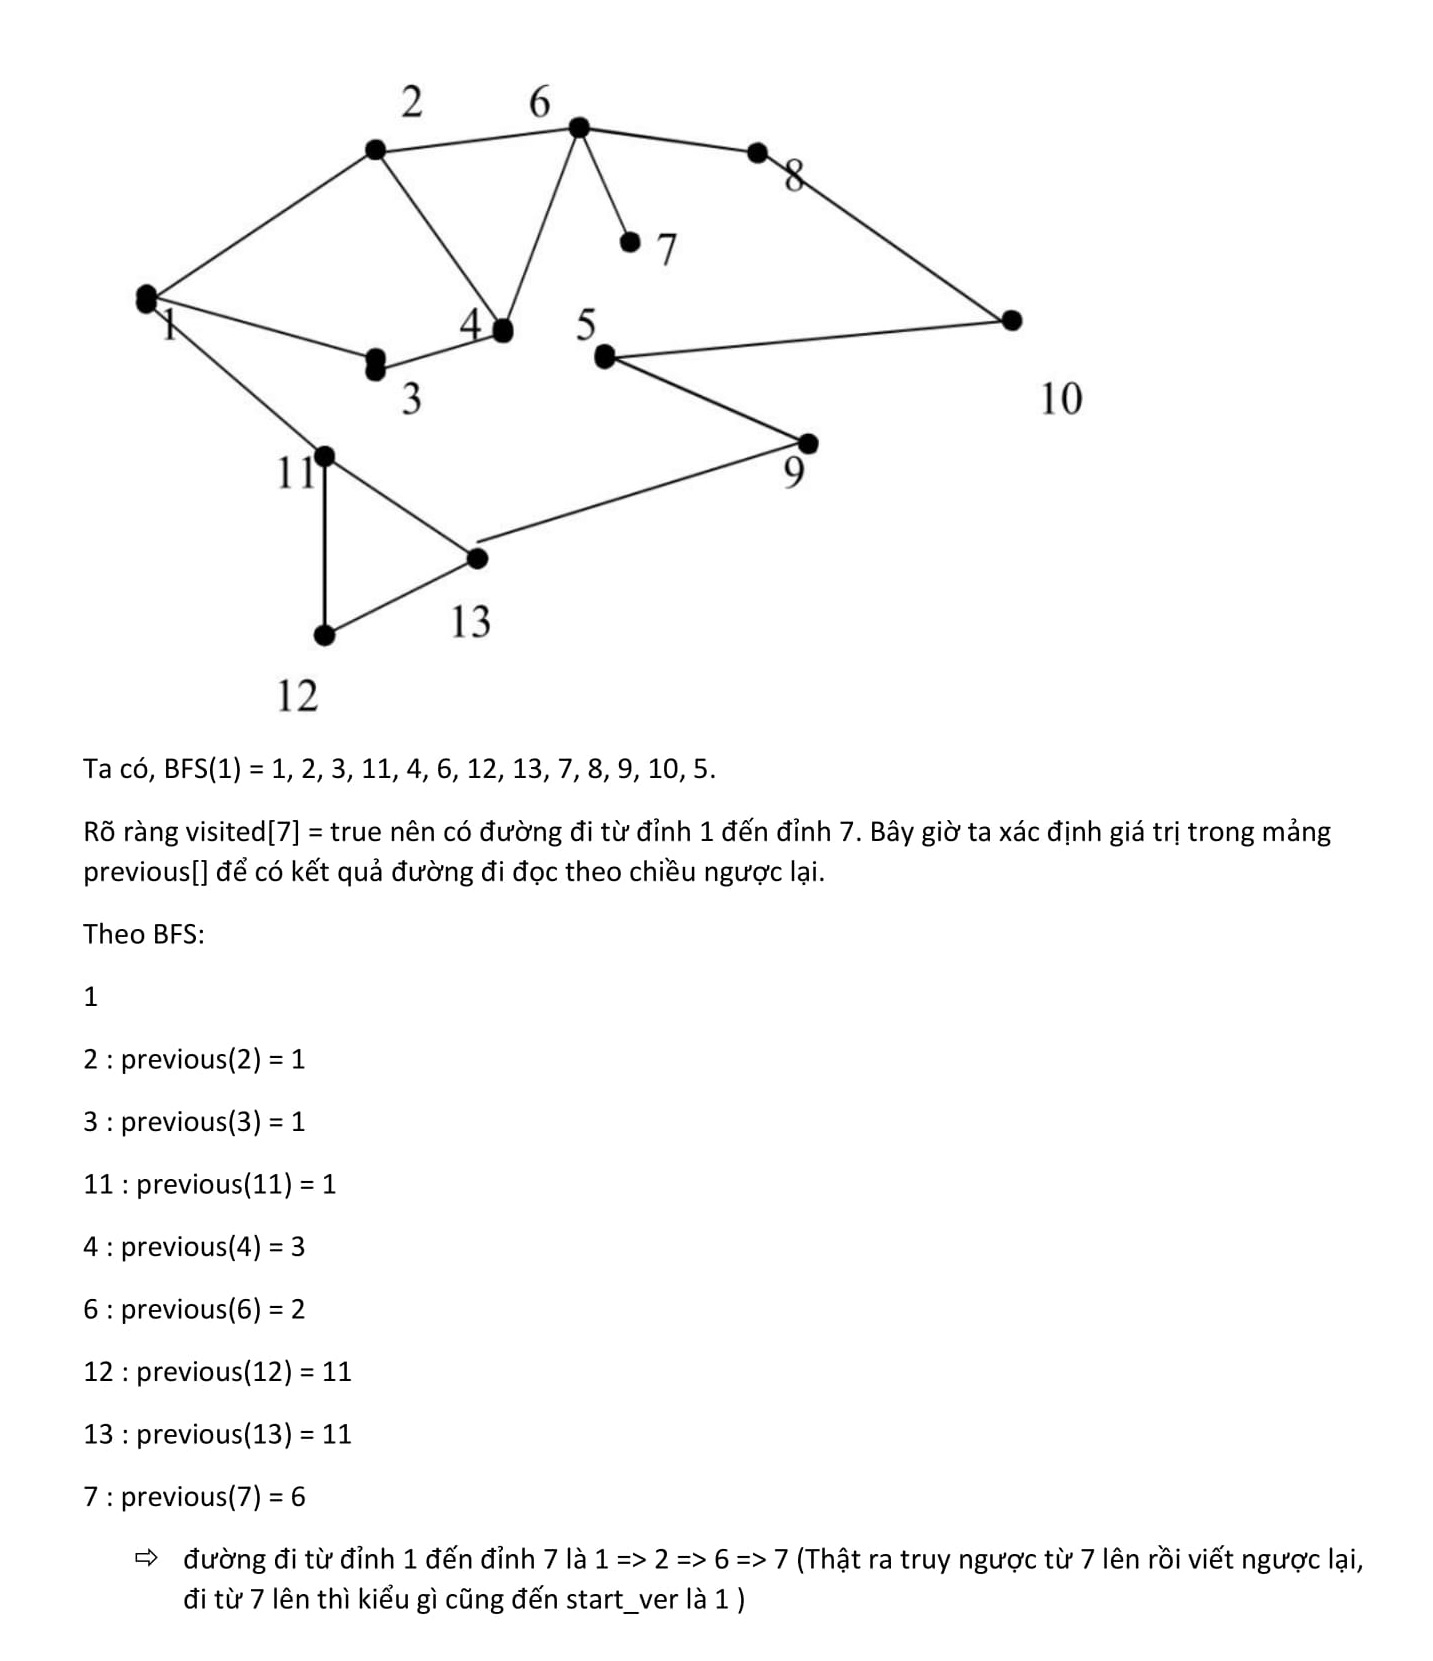 2 6
8
7
1 4 5
3 10
11 9
13
12
Ta có, BFS(1) = 1, 2, 3, 11, 4, 6, 12, 13, 7, 8, 9, 10, 5.
Rõ ràng visited[7] = true nên có đường đi từ đỉnh 1 đến đỉnh 7. Bây giờ ta xác định giá trị trong mảng
previous[] để có kết quả đường đi đọc theo chiều ngược lại.
Theo BFS:
1
2 : previous(2) = 1
3 : previous(3) = 1
11 : previous(11) = 1
4 : previous(4) = 3
6 : previous(6) = 2
12 : previous(12) = 11
13 : previous(13) = 11
7 : previous(7) = 6
⇨ đường đi từ đỉnh 1 đến đỉnh 7 là 1 => 2 => 6 => 7 (Thật ra truy ngược từ 7 lên rồi viết ngược lại,
đi từ 7 lên thì kiểu gì cũng đến start_ver là 1 )